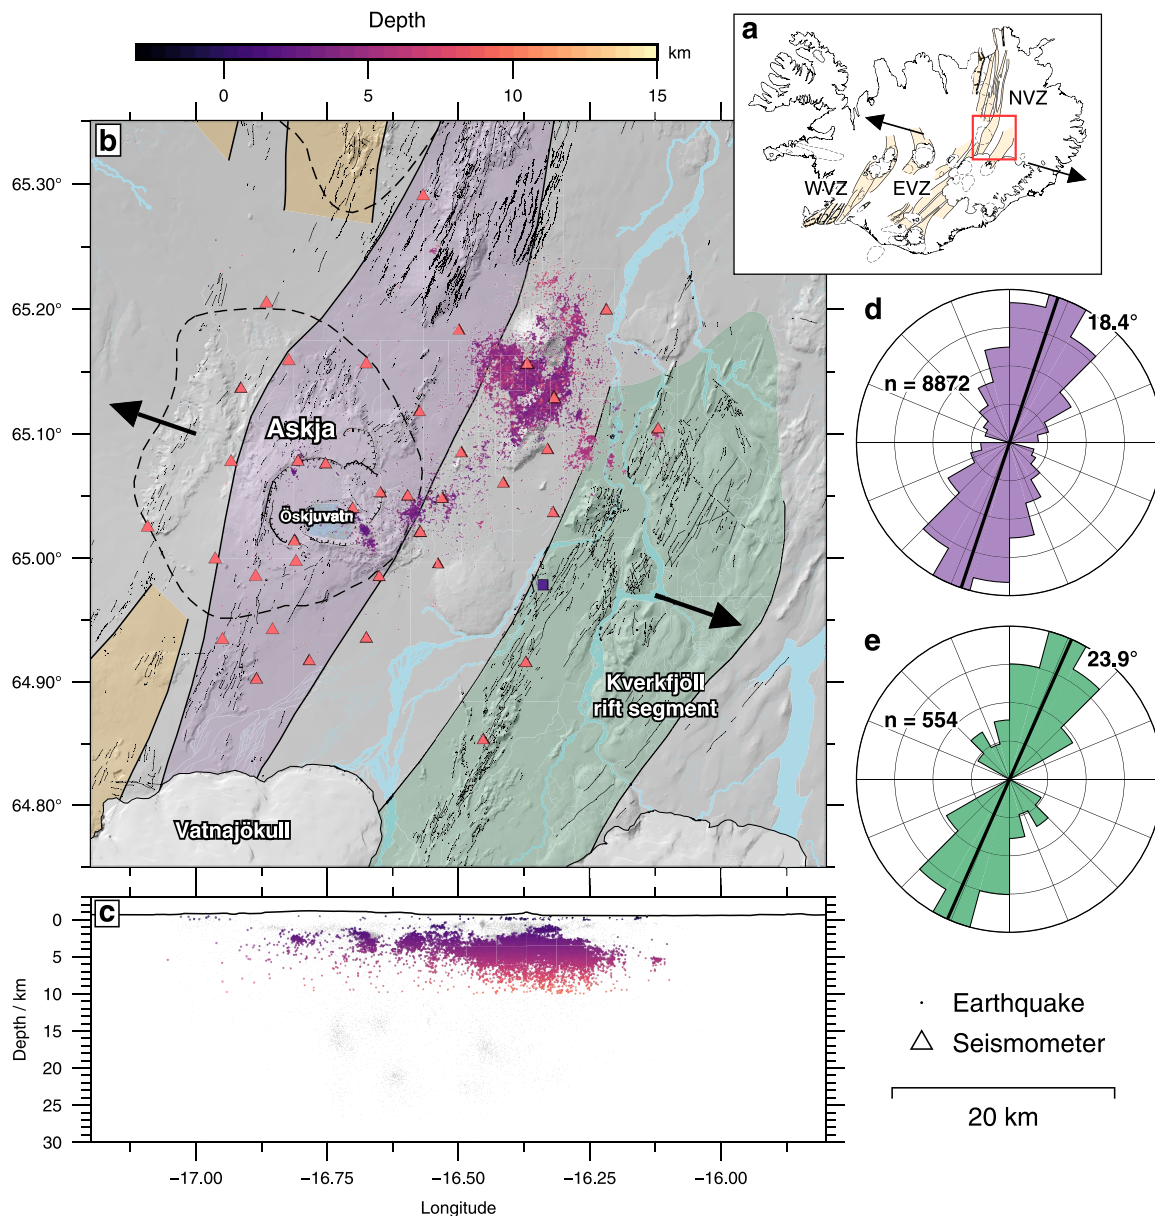 Depth
km
0
5
10
15
a
NVZ
WVZ
EVZ
b
65.30°
65.20°
65.10°
65.00°
64.90°
64.80°
Askja
Öskjuvatn
Kverkfjöll
rift segment
Vatnajökull
d
18.4°
n = 8872
e
23.9°
n = 554
c
0
5
10
15
20
25
30
Depth / km
−17.00
−16.75
−16.50
−16.25
−16.00
Longitude
Earthquake
Seismometer
20 km